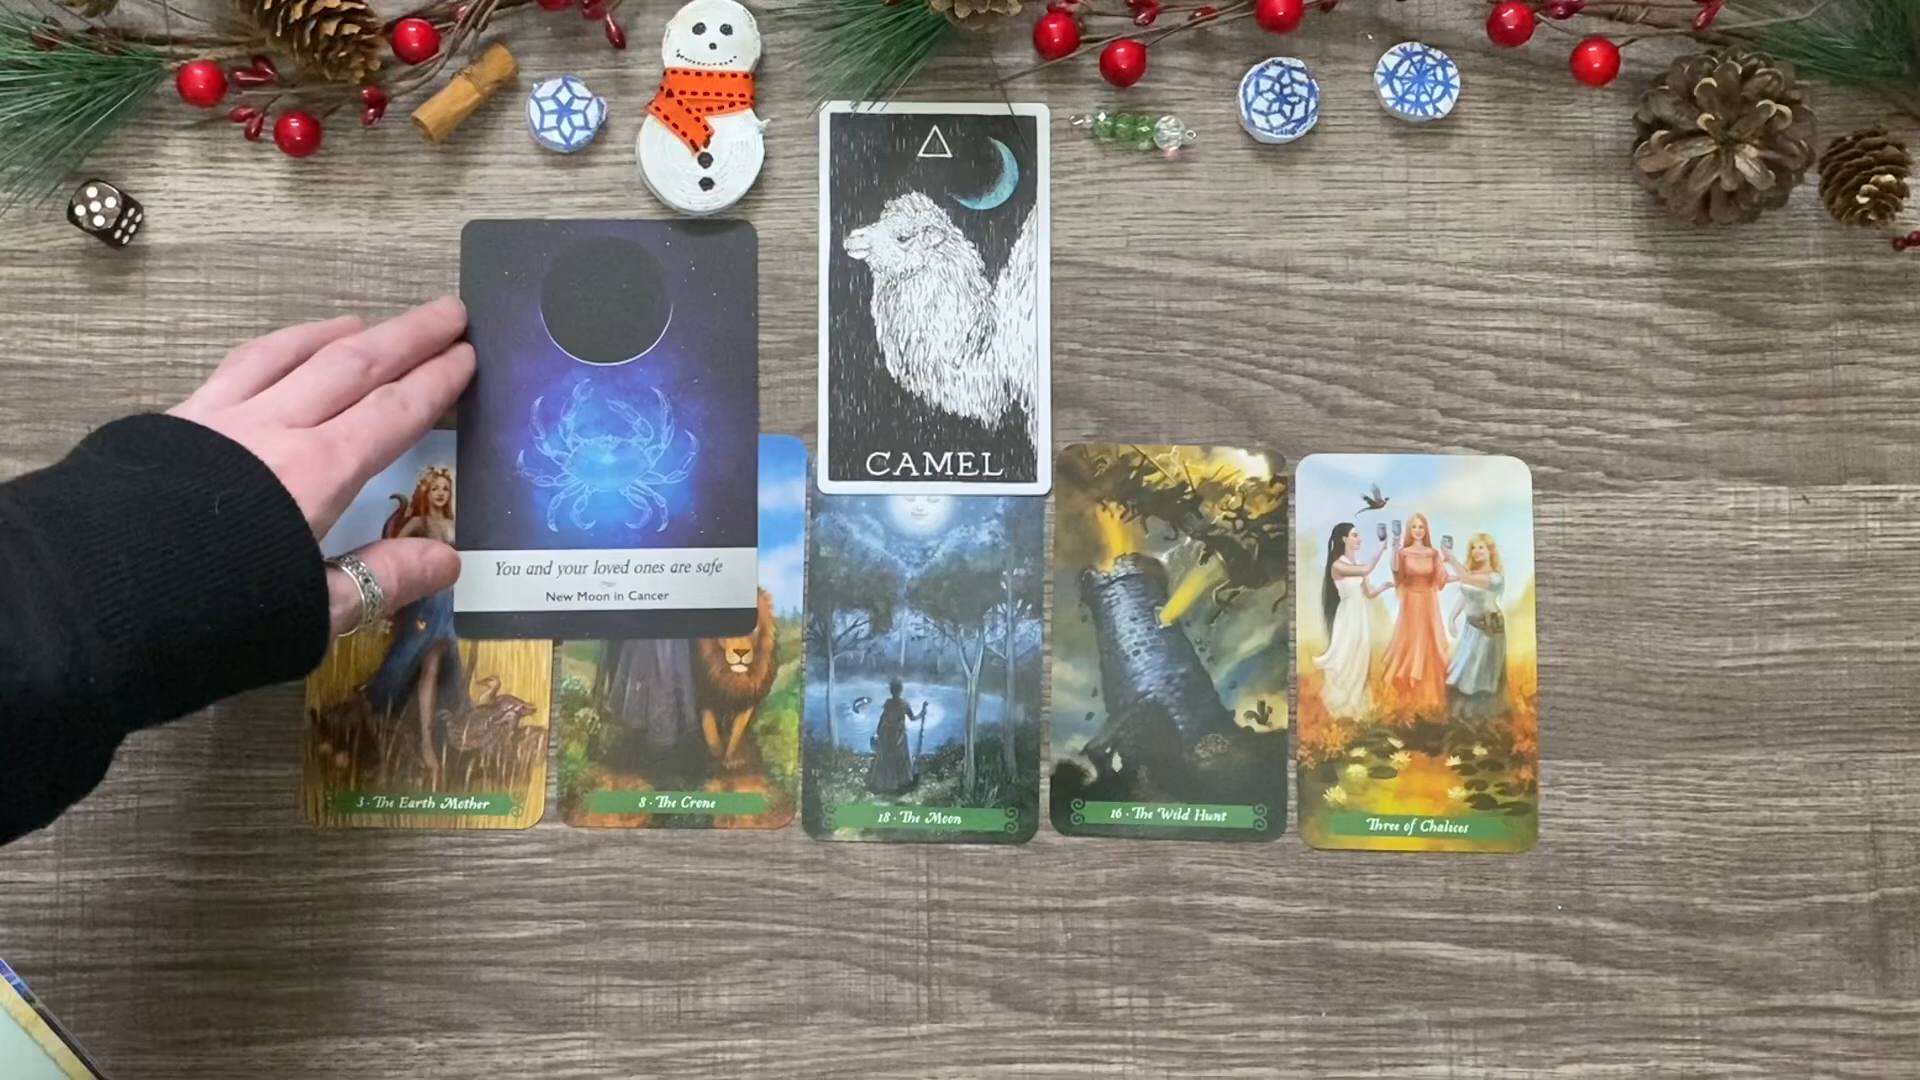 CAMEL
You and your loved ones are safe
New Moon in Cancer
3 · The Earth Mother
8 · The Crone
18 · The Moon
16 · The Wild Hunt
Three of Chalices